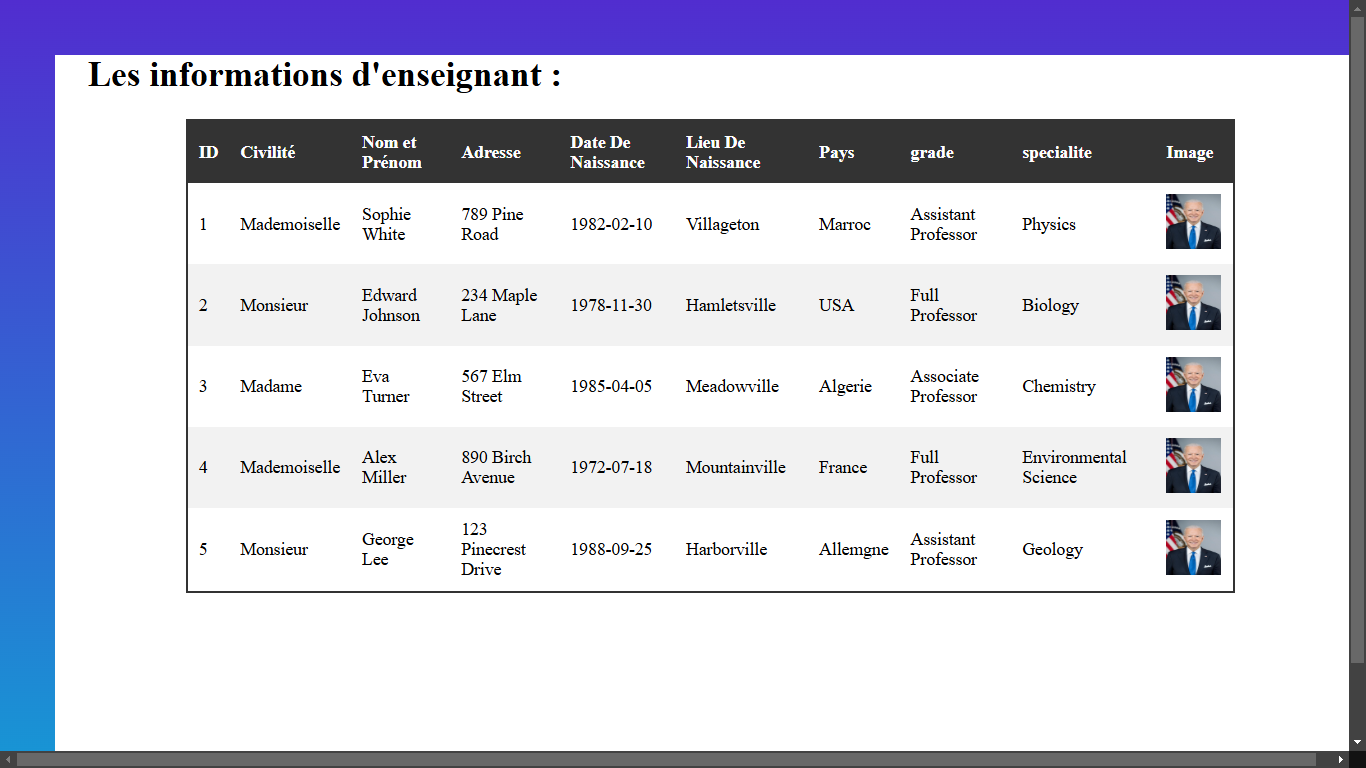 Les informations d'enseignant :
ID Civilité Nom et Prénom Adresse Date De Naissance Lieu De Naissance Pays grade specialite Image
1 Mademoiselle Sophie White 789 Pine Road 1982-02-10 Villageton Marroc Assistant Professor Physics
2 Monsieur Edward Johnson 234 Maple Lane 1978-11-30 Hamletsville USA Full Professor Biology
3 Madame Eva Turner 567 Elm Street 1985-04-05 Meadowville Algerie Associate Professor Chemistry
4 Mademoiselle Alex Miller 890 Birch Avenue 1972-07-18 Mountainville France Full Professor Environmental Science
5 Monsieur George Lee 123 Pinecrest Drive 1988-09-25 Harborville Allemgne Assistant Professor Geology